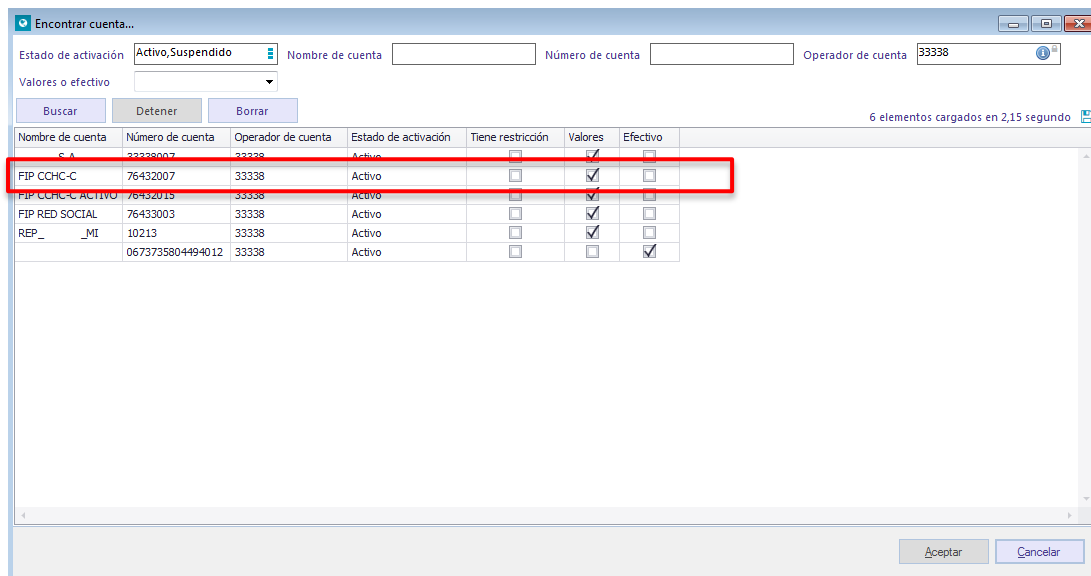 Encontrar cuenta...
Estado de activación Activo,Suspendido Nombre de cuenta Número de cuenta Operador de cuenta 33338
Valores o efectivo
Buscar Detener Borrar
6 elementos cargados en 2,15 segundo
Nombre de cuenta Número de cuenta Operador de cuenta Estado de activación Tiene restricción Valores Efectivo
S.A. 33338007 33338 Activo
FIP CCHC-C 76432007 33338 Activo
FIP CCHC-C ACTIVO 76432015 33338 Activo
FIP RED SOCIAL 76433003 33338 Activo
REP_ _MI 10213 33338 Activo
0673735804494012 33338 Activo
Aceptar Cancelar